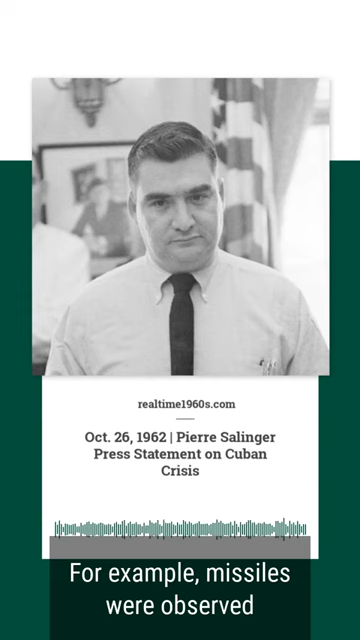 realtime1960s.com
Oct. 26, 1962 | Pierre Salinger
Press Statement on Cuban
Crisis
For example, missiles
were observed